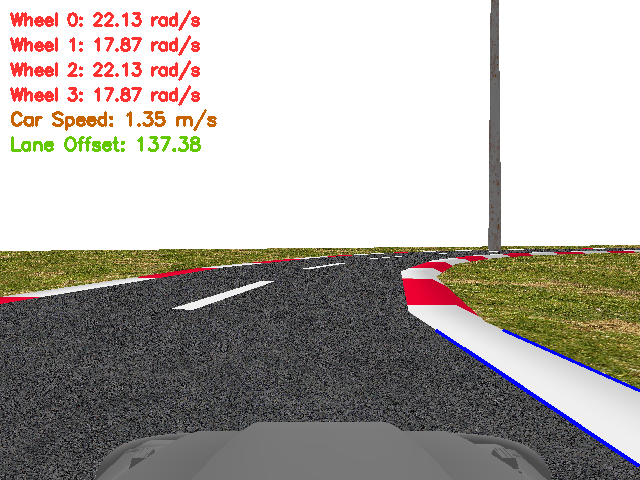 Wheel 0: 22.13 rad/s
Wheel 1: 17.87 rad/s
Wheel 2: 22.13 rad/s
Wheel 3: 17.87 rad/s
Car Speed: 1.35 m/s
Lane Offset: 137.38